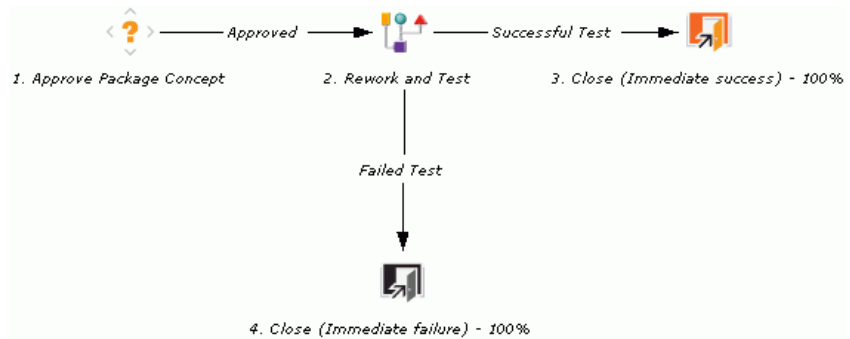 Approved
Successful Test
1. Approve Package Concept
2. Rework and Test
3. Close (Immediate success) - 100%
Failed Test
4. Close (Immediate failure) - 100%